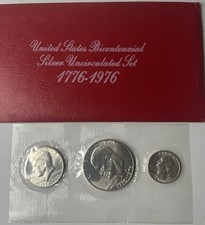 United States Bicentennial
Silver Uncirculated Set
1776-1976